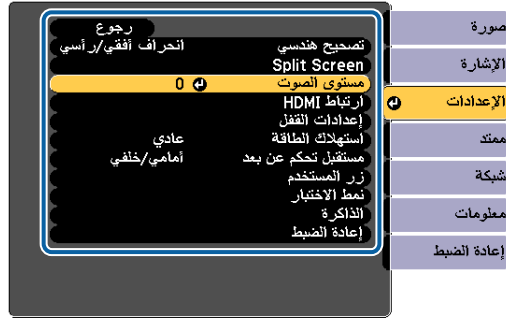 صورة
الإشارة
الإعدادات
ممتد
شبكة
معلومات
إعادة الضبط
رجوع
تصحيح هندسي انحراف أفقي/رأسي
Split Screen
مستوى الصوت 0
ارتباط HDMI
إعدادات القفل
استهلاك الطاقة عادي
مستقبل تحكم عن بعد أمامي/خلفي
زر المستخدم
نمط الاختبار
الذاكرة
إعادة الضبط